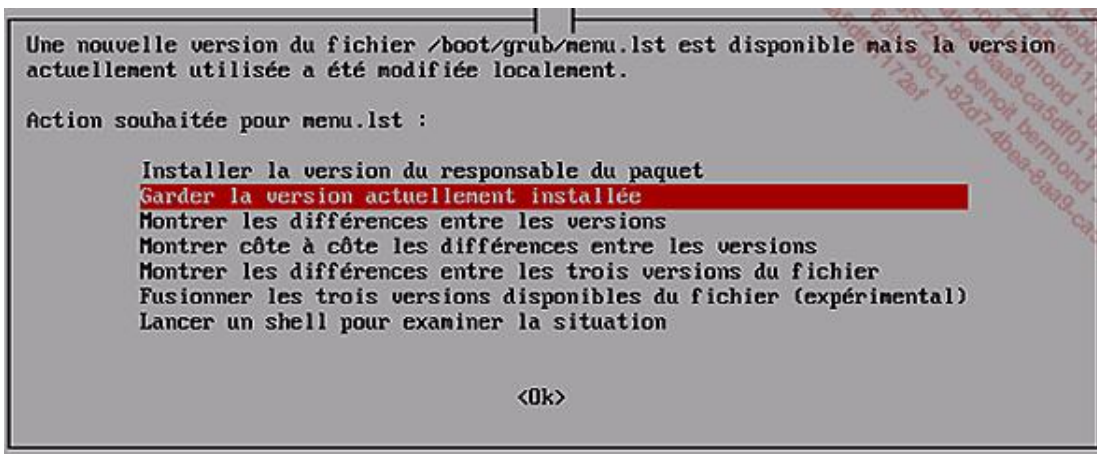 Une nouvelle version du fichier /boot/grub/menu.lst est disponible mais la version
actuellement utilisée a été modifiée localement.
Action souhaitée pour menu.lst :
Installer la version du responsable du paquet
Garder la version actuellement installée
Montrer les différences entre les versions
Montrer côte à côte les différences entre les versions
Montrer les différences entre les trois versions du fichier
Fusionner les trois versions disponibles du fichier (expérimental)
Lancer un shell pour examiner la situation
<Ok>